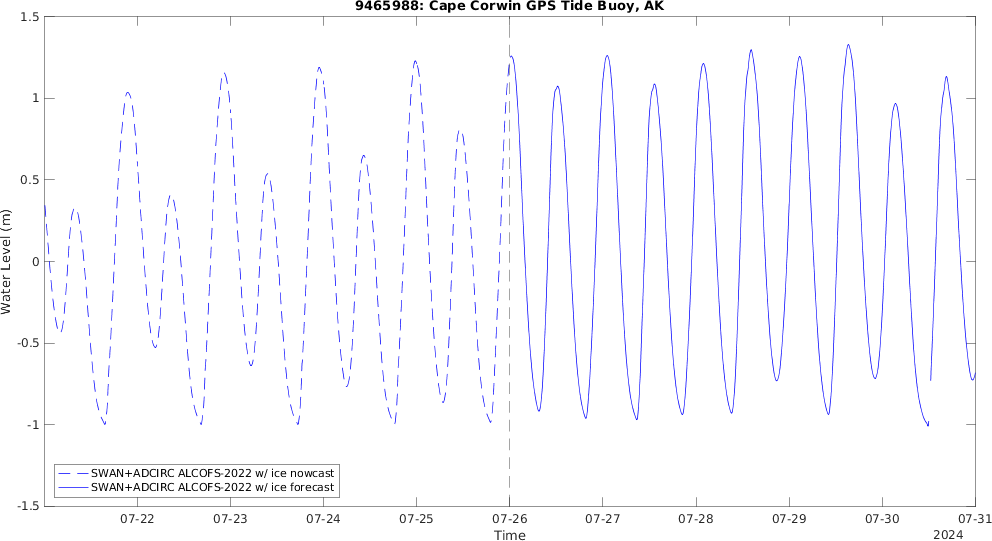 9465988: Cape Corwin GPS Tide Buoy, AK
1.5
1
0.5
0
-0.5
-1
-1.5
Water Level (m)
SWAN+ADCIRC ALCOFS-2022 w/ ice nowcast
SWAN+ADCIRC ALCOFS-2022 w/ ice forecast
07-22 07-23 07-24 07-25 07-26 07-27 07-28 07-29 07-30 07-31
Time
2024